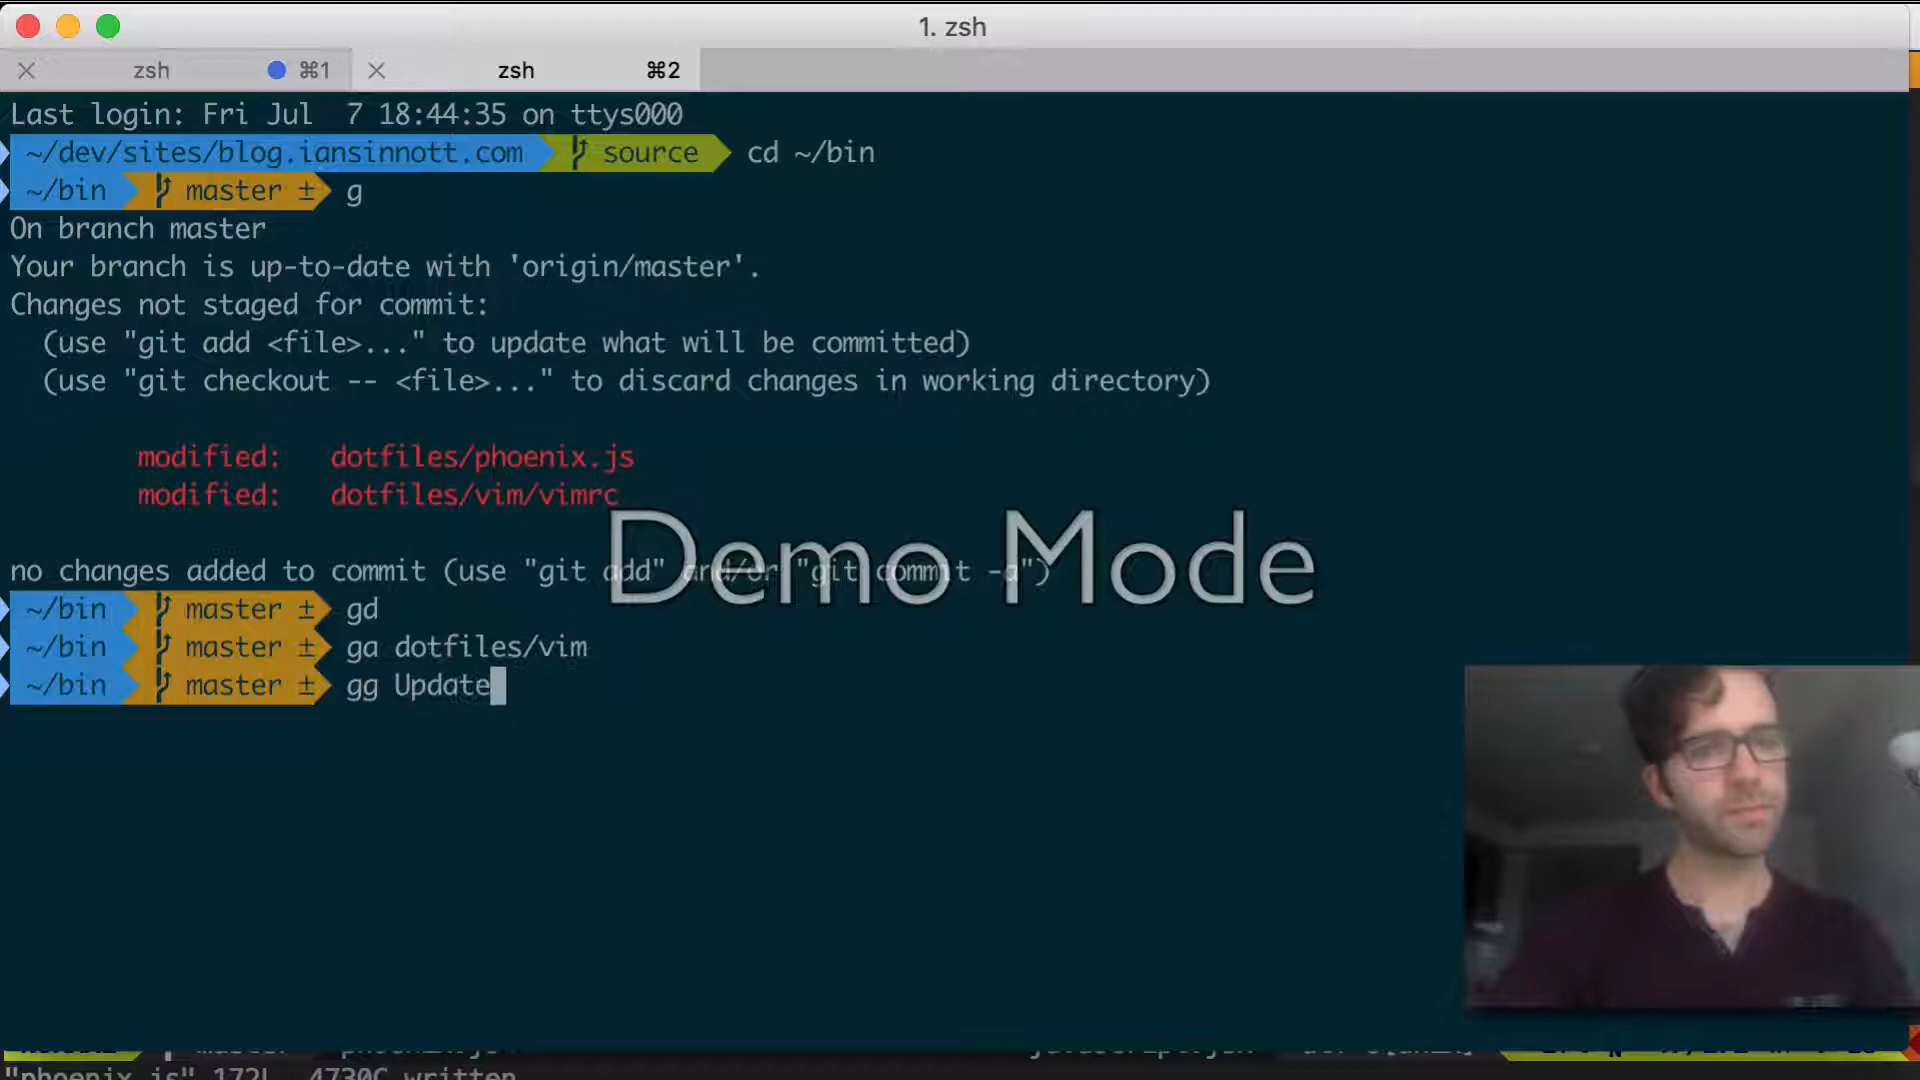 1. zsh
zsh ⌘1 zsh ⌘2
Last login: Fri Jul 7 18:44:35 on ttys000
~/dev/sites/blog.iansinnott.com source cd ~/bin
~/bin master ± g
On branch master
Your branch is up-to-date with 'origin/master'.
Changes not staged for commit:
(use "git add <file>..." to update what will be committed)
(use "git checkout -- <file>..." to discard changes in working directory)
modified: dotfiles/phoenix.js
modified: dotfiles/vim/vimrc
Demo Mode
no changes added to commit (use "git add" and/or "git commit -a")
~/bin master ± gd
~/bin master ± ga dotfiles/vim
~/bin master ± gg Update
"phoenix.js" 172L, 4730C written